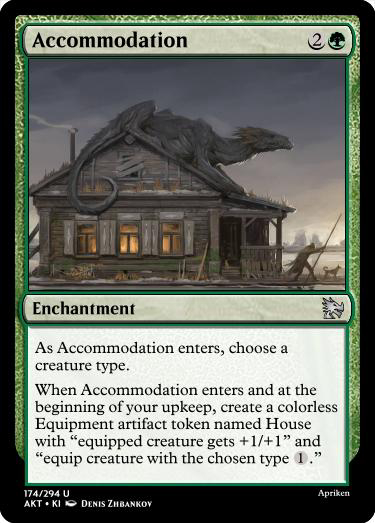 Accommodation 2
Enchantment
As Accommodation enters, choose a
creature type.
When Accommodation enters and at the
beginning of your upkeep, create a colorless
Equipment artifact token named House
with “equipped creature gets +1/+1” and
“equip creature with the chosen type 1.”
174/294 U Apriken
AKT • KI Denis Zhbankov